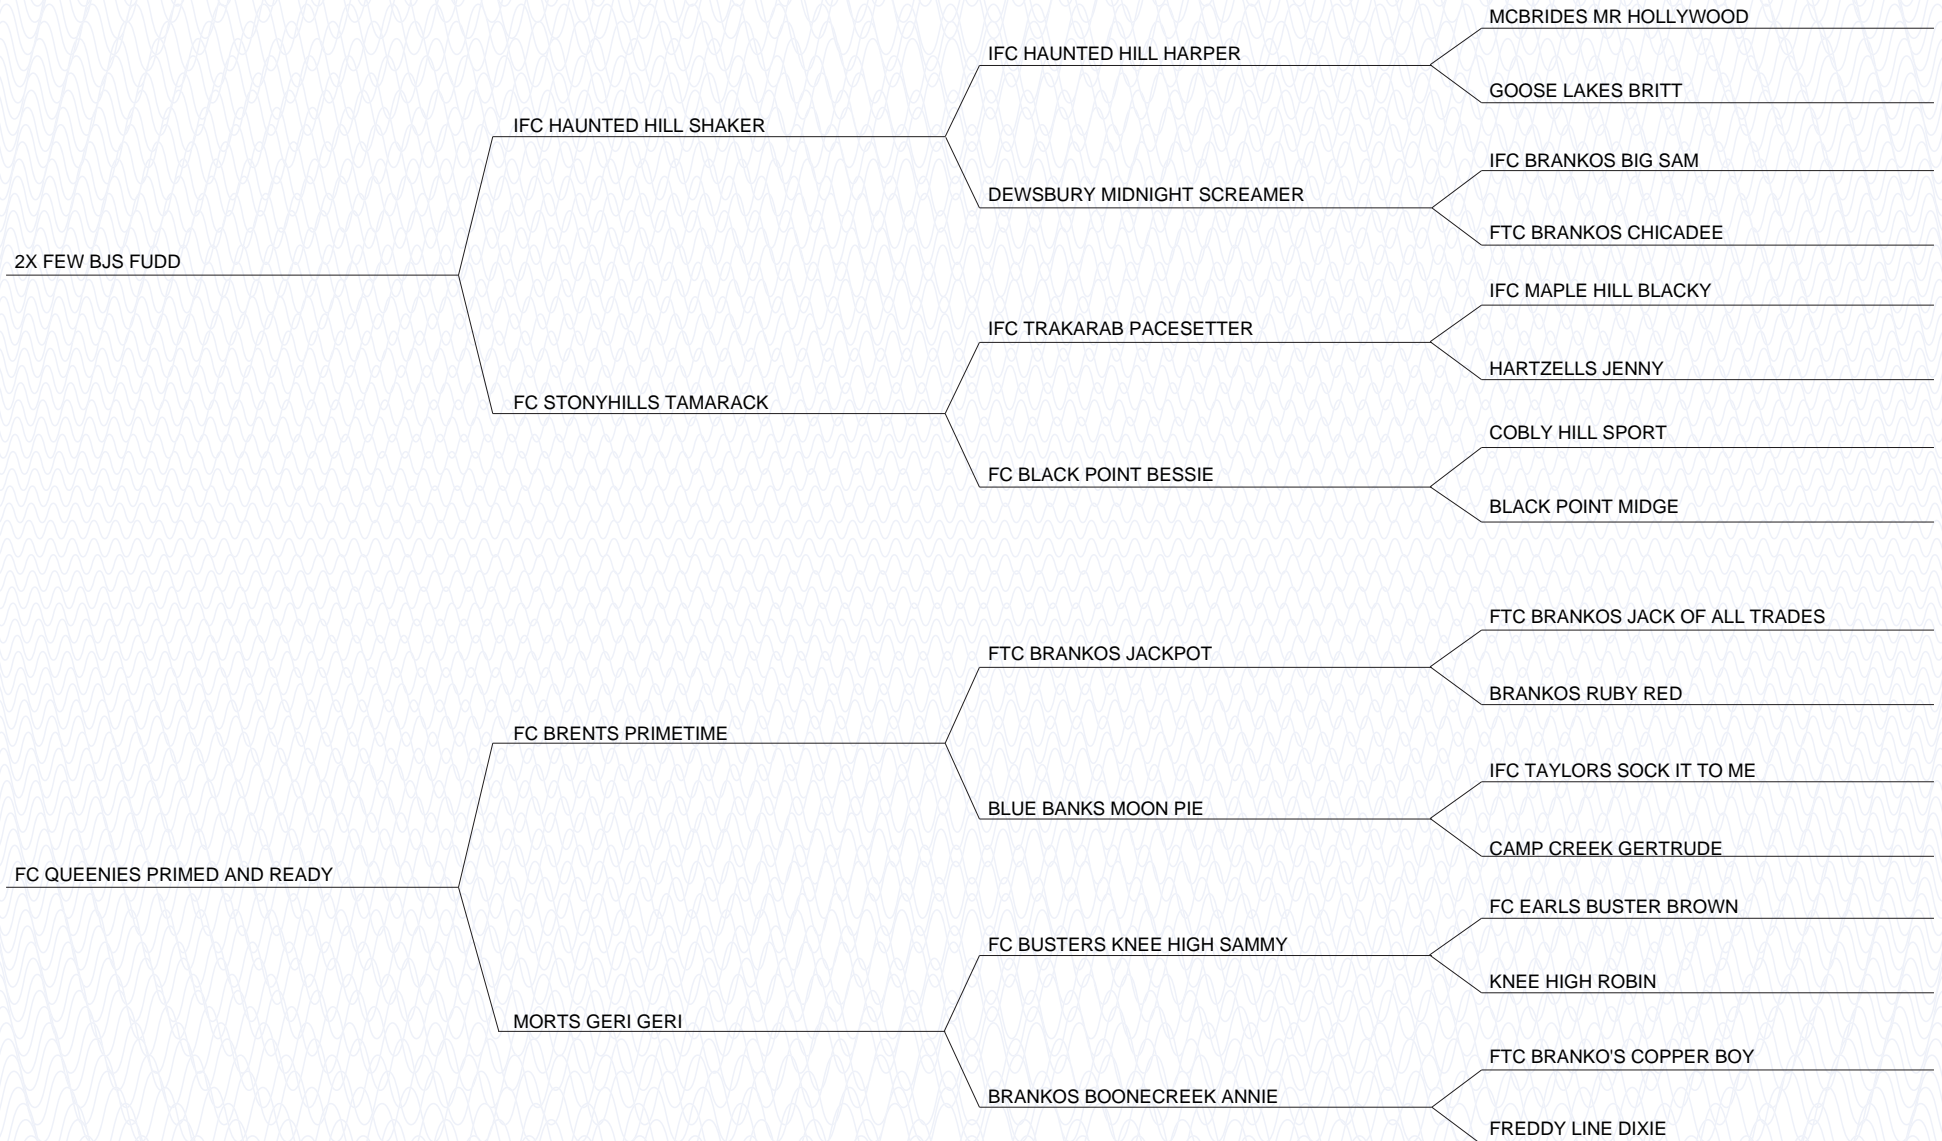 MCBRIDES MR HOLLYWOOD
IFC HAUNTED HILL HARPER
GOOSE LAKES BRITT
IFC HAUNTED HILL SHAKER
IFC BRANKOS BIG SAM
DEWSBURY MIDNIGHT SCREAMER
FTC BRANKOS CHICADEE
2X FEW BJS FUDD
IFC MAPLE HILL BLACKY
IFC TRAKARAB PACESETTER
HARTZELLS JENNY
FC STONYHILLS TAMARACK
COBLY HILL SPORT
FC BLACK POINT BESSIE
BLACK POINT MIDGE
FTC BRANKOS JACK OF ALL TRADES
FTC BRANKOS JACKPOT
BRANKOS RUBY RED
FC BRENTS PRIMETIME
IFC TAYLORS SOCK IT TO ME
BLUE BANKS MOON PIE
CAMP CREEK GERTRUDE
FC QUEENIES PRIMED AND READY
FC EARLS BUSTER BROWN
FC BUSTERS KNEE HIGH SAMMY
KNEE HIGH ROBIN
MORTS GERI GERI
FTC BRANKO'S COPPER BOY
BRANKOS BOONECREEK ANNIE
FREDDY LINE DIXIE